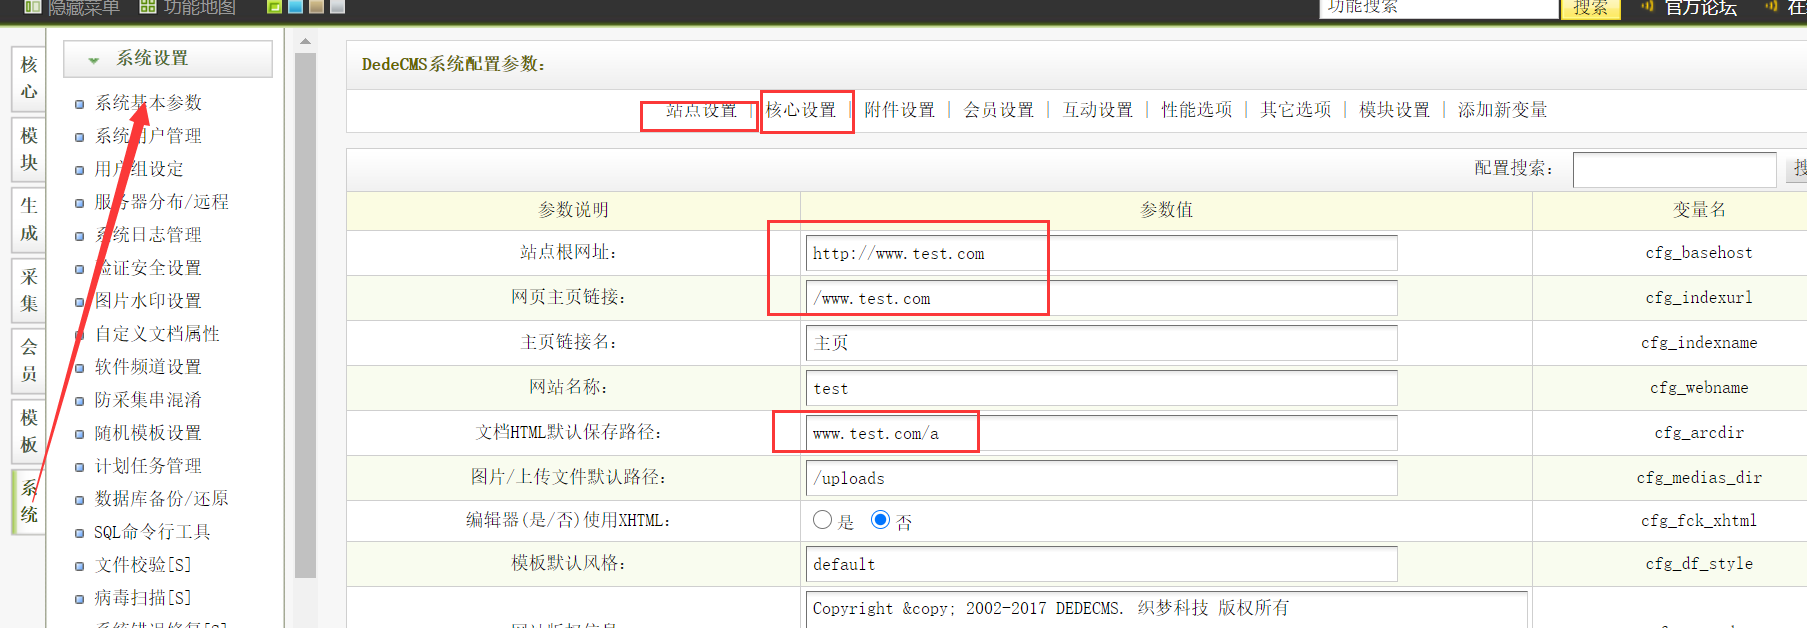 隐藏菜单 功能地图 功能搜索 搜索 官方论坛 在
核心
模块
生成
采集
会员
模板
系统
系统设置
系统基本参数
系统用户管理
用户组设定
服务器分布/远程
系统日志管理
验证安全设置
图片水印设置
自定义文档属性
软件频道设置
防采集串混淆
随机模板设置
计划任务管理
数据库备份/还原
SQL命令行工具
文件校验[S]
病毒扫描[S]
系统错误修复[S]
DedeCMS系统配置参数：
站点设置 | 核心设置 | 附件设置 | 会员设置 | 互动设置 | 性能选项 | 其它选项 | 模块设置 | 添加新变量
配置搜索： 搜
参数说明 参数值 变量名
站点根网址： http://www.test.com cfg_basehost
网页主页链接： /www.test.com cfg_indexurl
主页链接名： 主页 cfg_indexname
网站名称： test cfg_webname
文档HTML默认保存路径： www.test.com/a cfg_arcdir
图片/上传文件默认路径： /uploads cfg_medias_dir
编辑器(是/否)使用XHTML： 是 否 cfg_fck_xhtml
模板默认风格： default cfg_df_style
网站版权信息： Copyright &copy; 2002-2017 DEDECMS. 织梦科技 版权所有